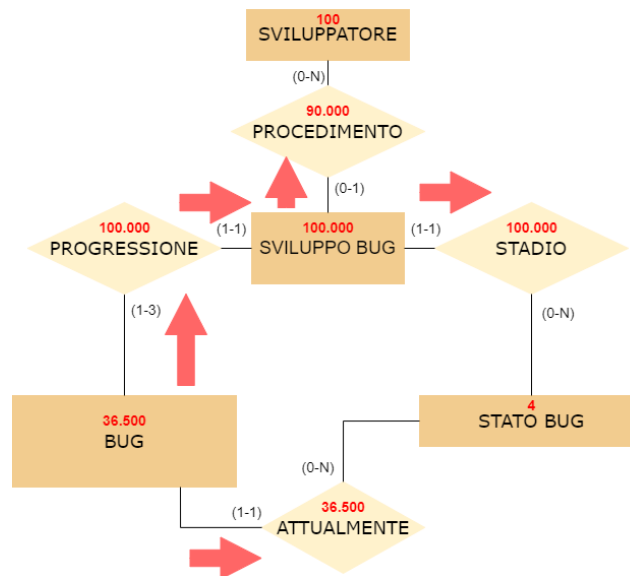 100
SVILUPPATORE
(0-N)
90.000
PROCEDIMENTO
(0-1)
100.000
PROGRESSIONE
(1-1)
100.000
SVILUPPO BUG
(1-1)
100.000
STADIO
(1-3)
(0-N)
36.500
BUG
4
STATO BUG
(0-N)
(1-1)
36.500
ATTUALMENTE